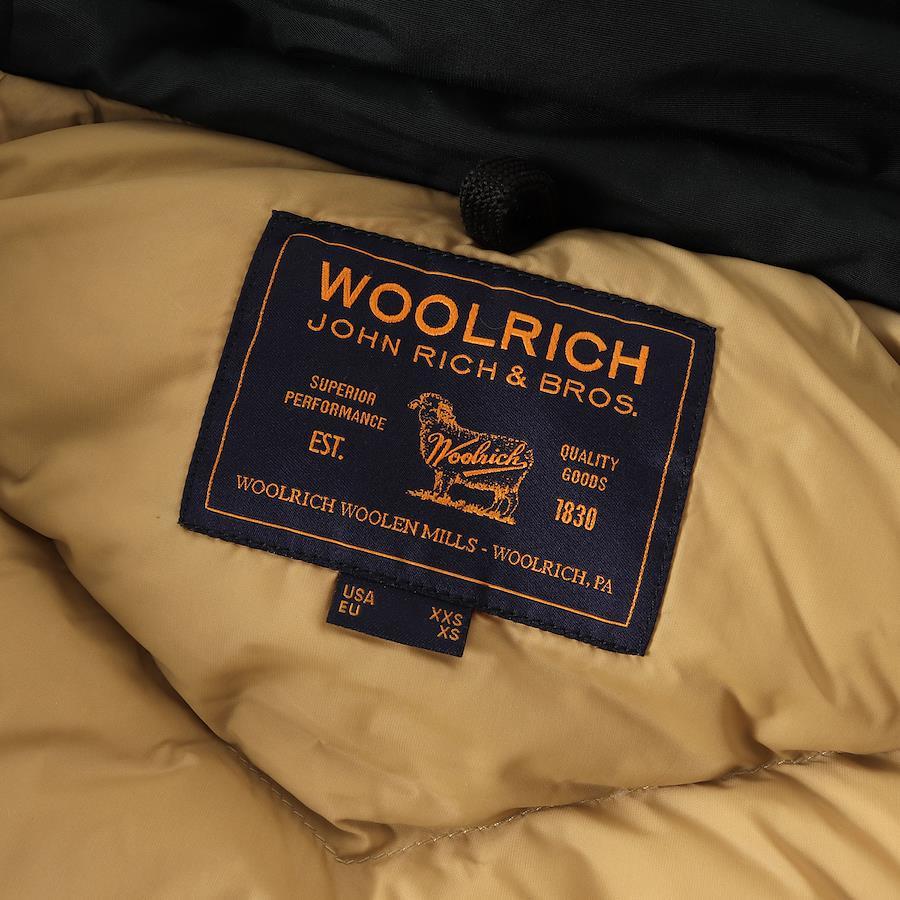 WOOLRICH
JOHN RICH & BROS.
SUPERIOR
PERFORMANCE
EST.
Woolrich
QUALITY
GOODS
1830
WOOLRICH WOOLEN MILLS - WOOLRICH, PA
USA XXS
EU XS